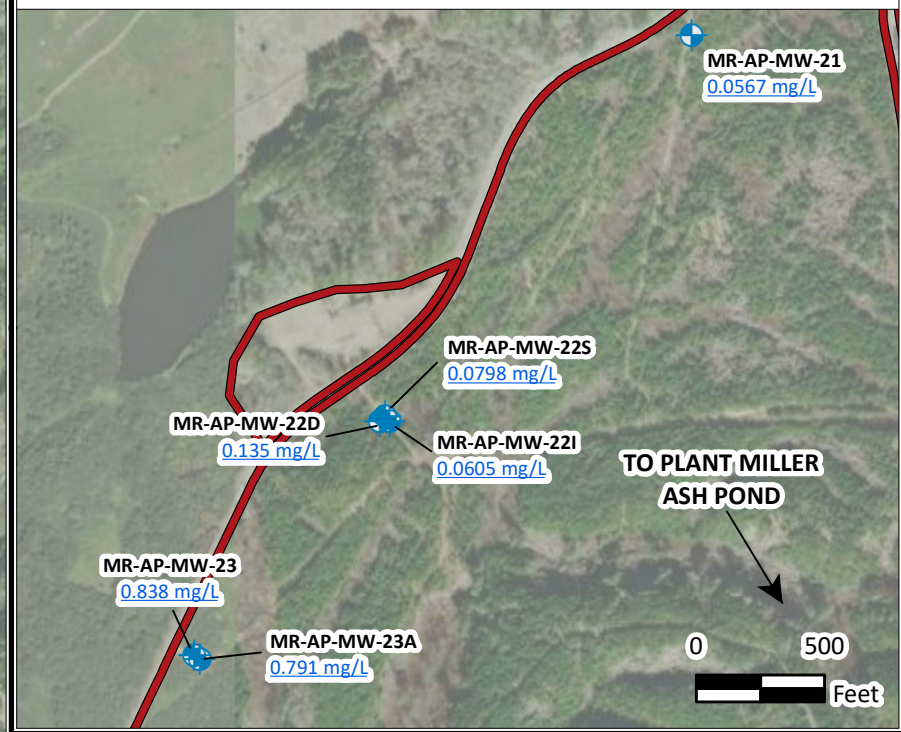 MR-AP-MW-21
0.0567 mg/L
MR-AP-MW-22S
0.0798 mg/L
MR-AP-MW-22D
0.135 mg/L
MR-AP-MW-22I
0.0605 mg/L
TO PLANT MILLER
ASH POND
MR-AP-MW-23
0.838 mg/L
MR-AP-MW-23A
0.791 mg/L
0 500
Feet